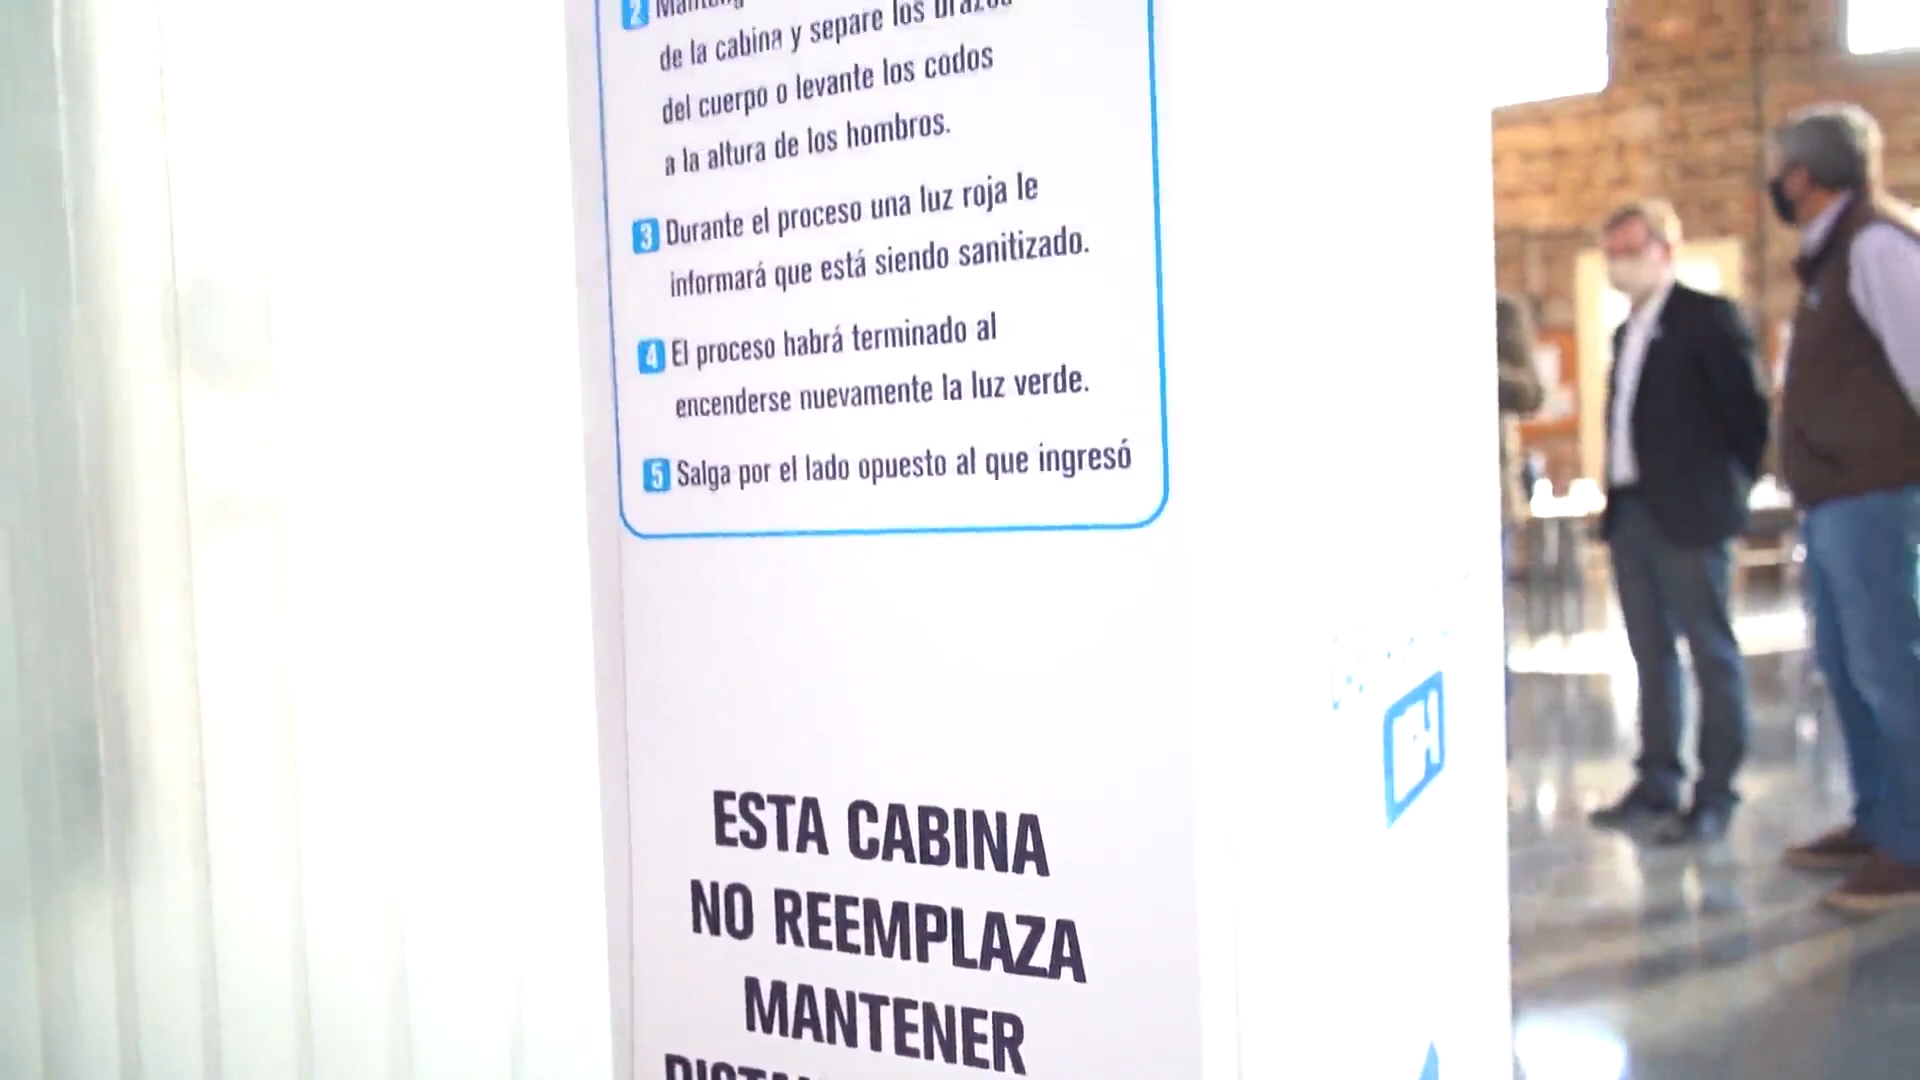 2
de la cabina y separe los brazos
del cuerpo o levante los codos
a la altura de los hombros.
3 Durante el proceso una luz roja le
informará que está siendo sanitizado.
4 El proceso habrá terminado al
encenderse nuevamente la luz verde.
5 Salga por el lado opuesto al que ingresó
ESTA CABINA
NO REEMPLAZA
MANTENER